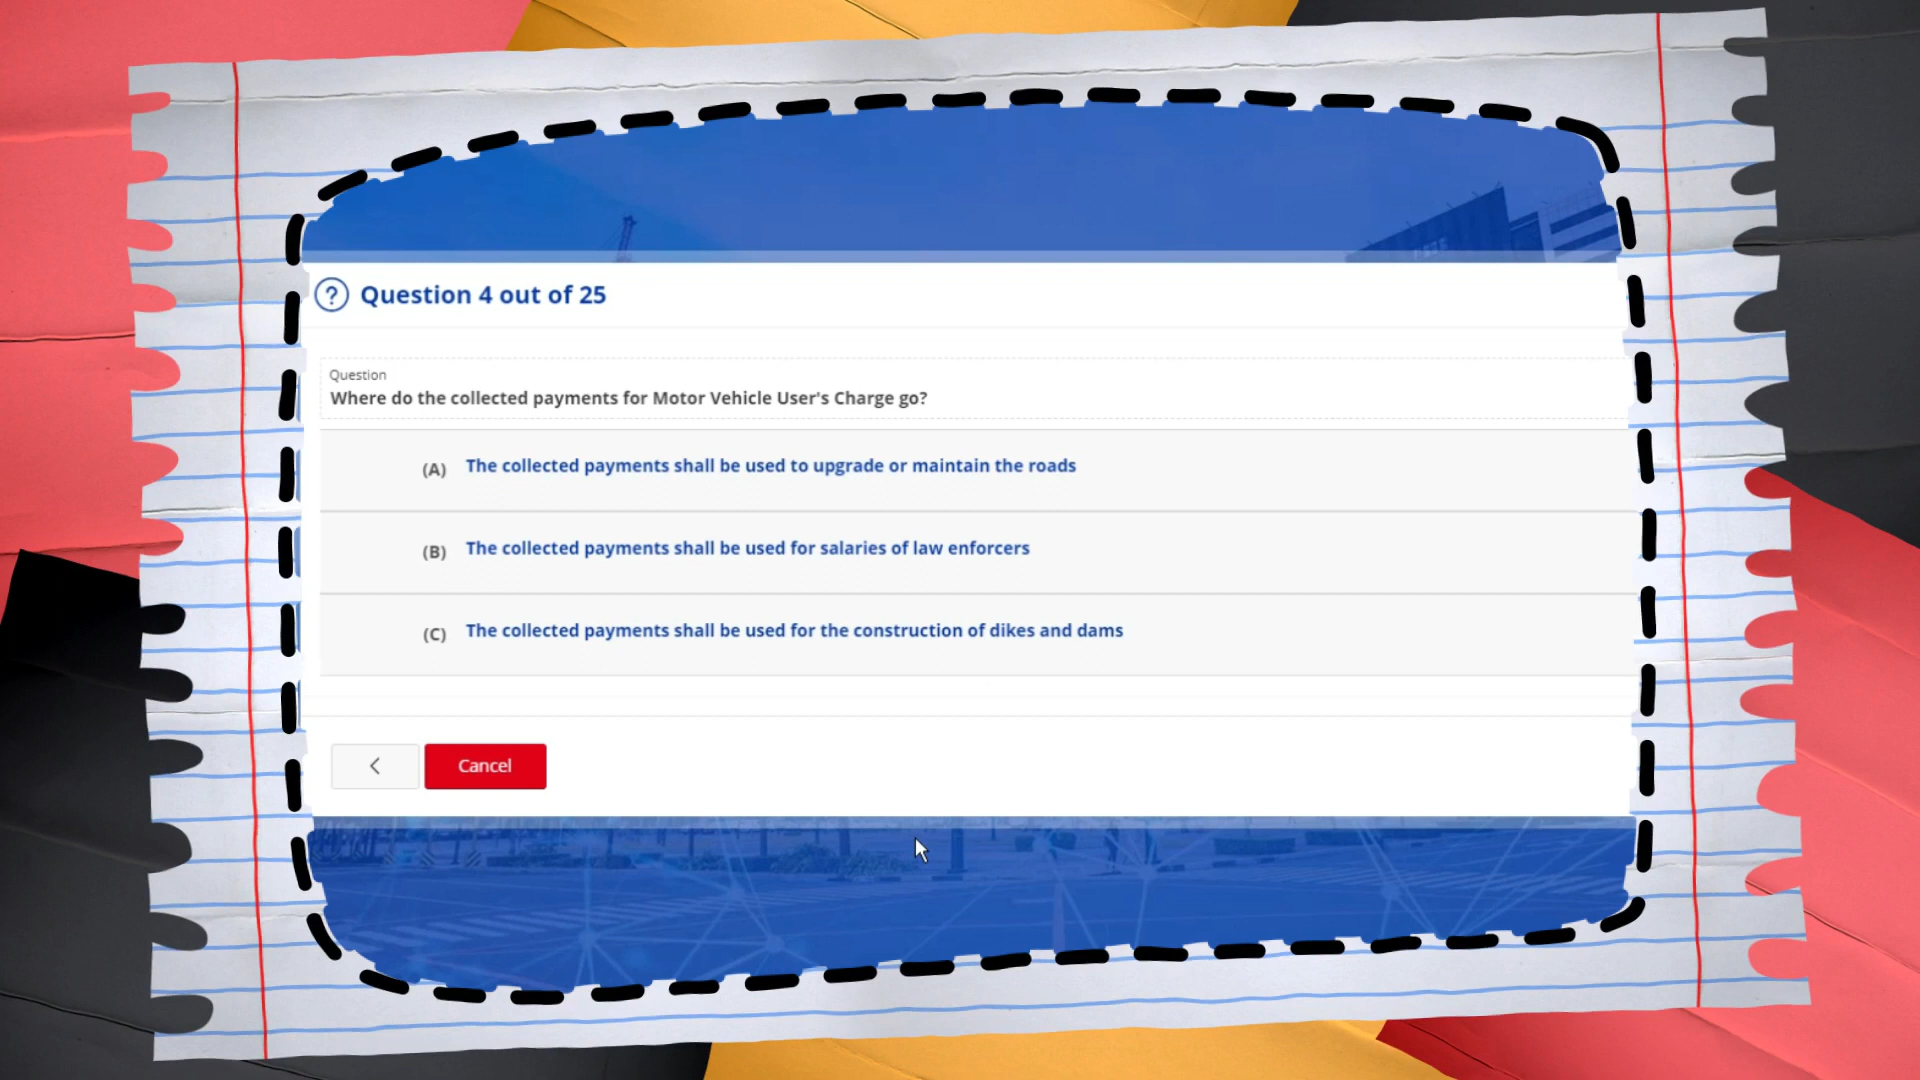 Question 4 out of 25
Question
Where do the collected payments for Motor Vehicle User's Charge go?
(A) The collected payments shall be used to upgrade or maintain the roads
(B) The collected payments shall be used for salaries of law enforcers
(C) The collected payments shall be used for the construction of dikes and dams
Cancel